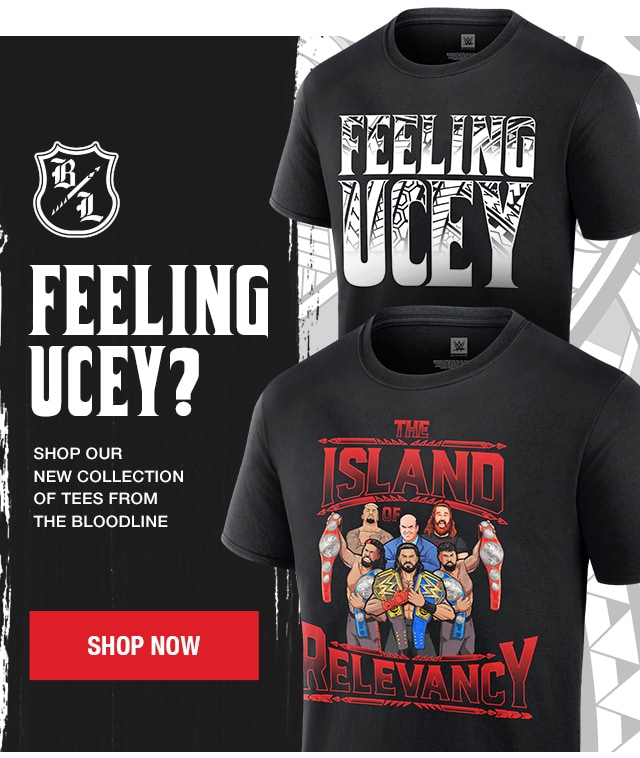 FEELING
UCEY
B L
FEELING
UCEY?
SHOP OUR
NEW COLLECTION
OF TEES FROM
THE BLOODLINE
SHOP NOW
THE
ISLAND
OF
RELEVANCY